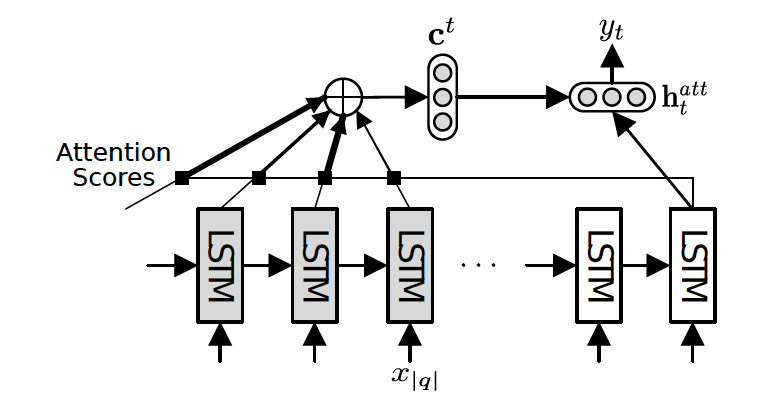 c^t
y_t
h_t^{att}
Attention
Scores
LSTM
LSTM
LSTM
. . .
LSTM
LSTM
x_{|q|}